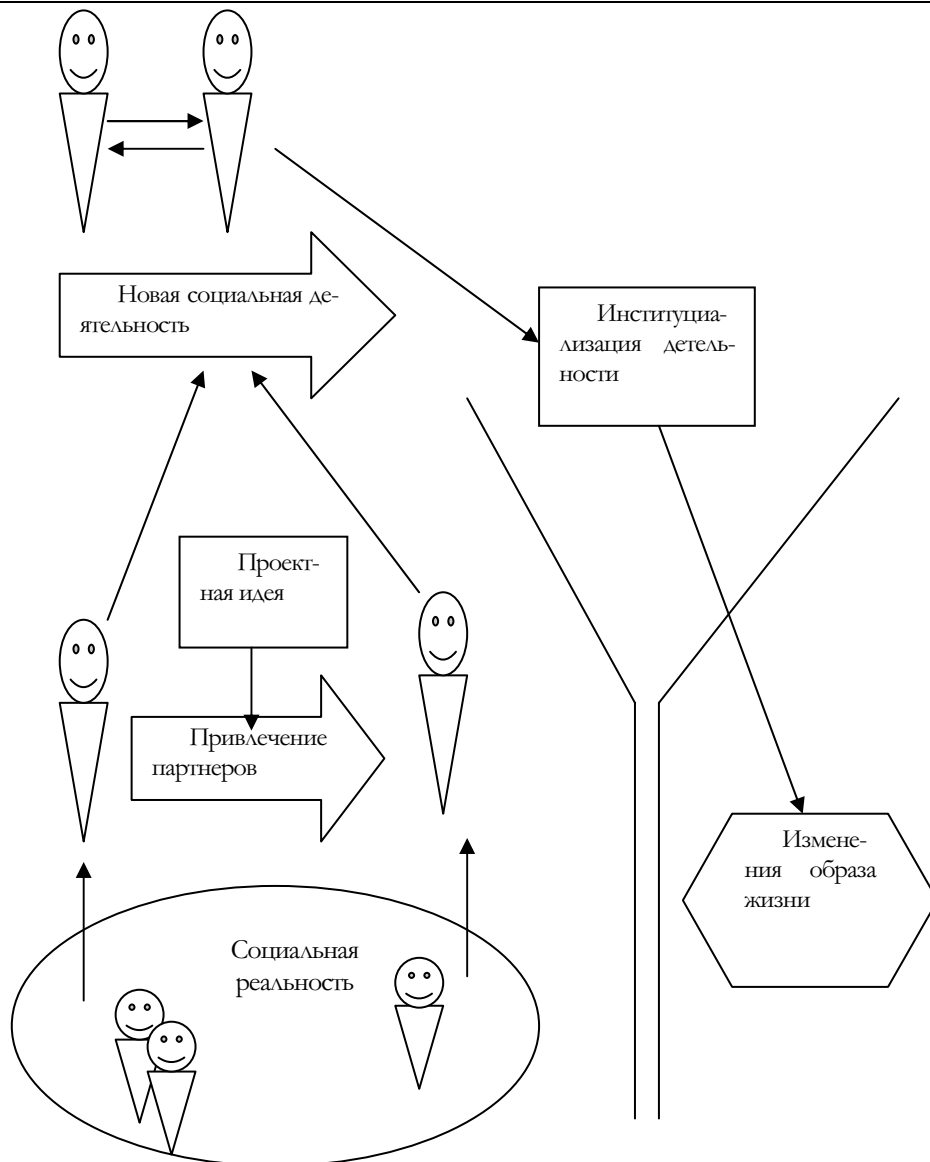 Новая социальная де-
ятельность
Институциа-
лизация детель-
ности
Проект-
ная идея
Привлечение
партнеров
Измене-
ния образа
жизни
Социальная
реальность